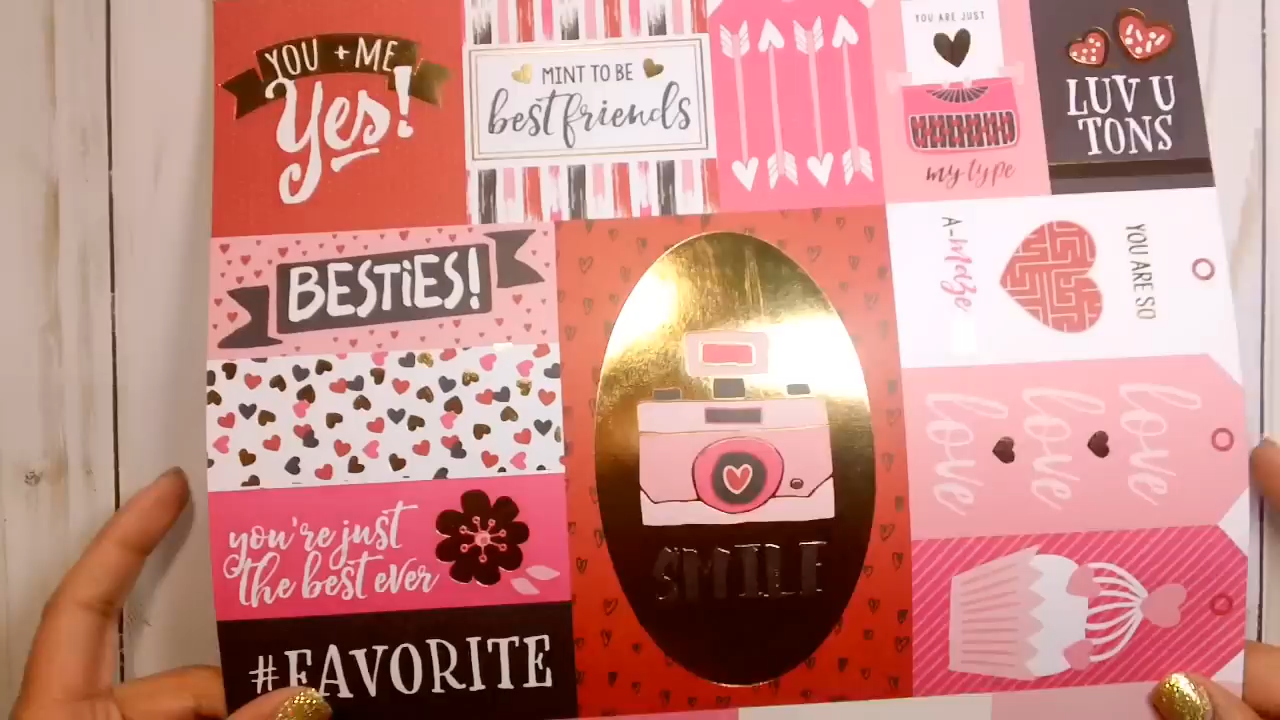 YOU + ME
Yes!
MINT TO BE
best friends
YOU ARE JUST
my type
LUV U
TONS
BESTiES!
YOU ARE SO
A-maze
love
love
love
you're just
the best ever
SMILE
#FAVORITE